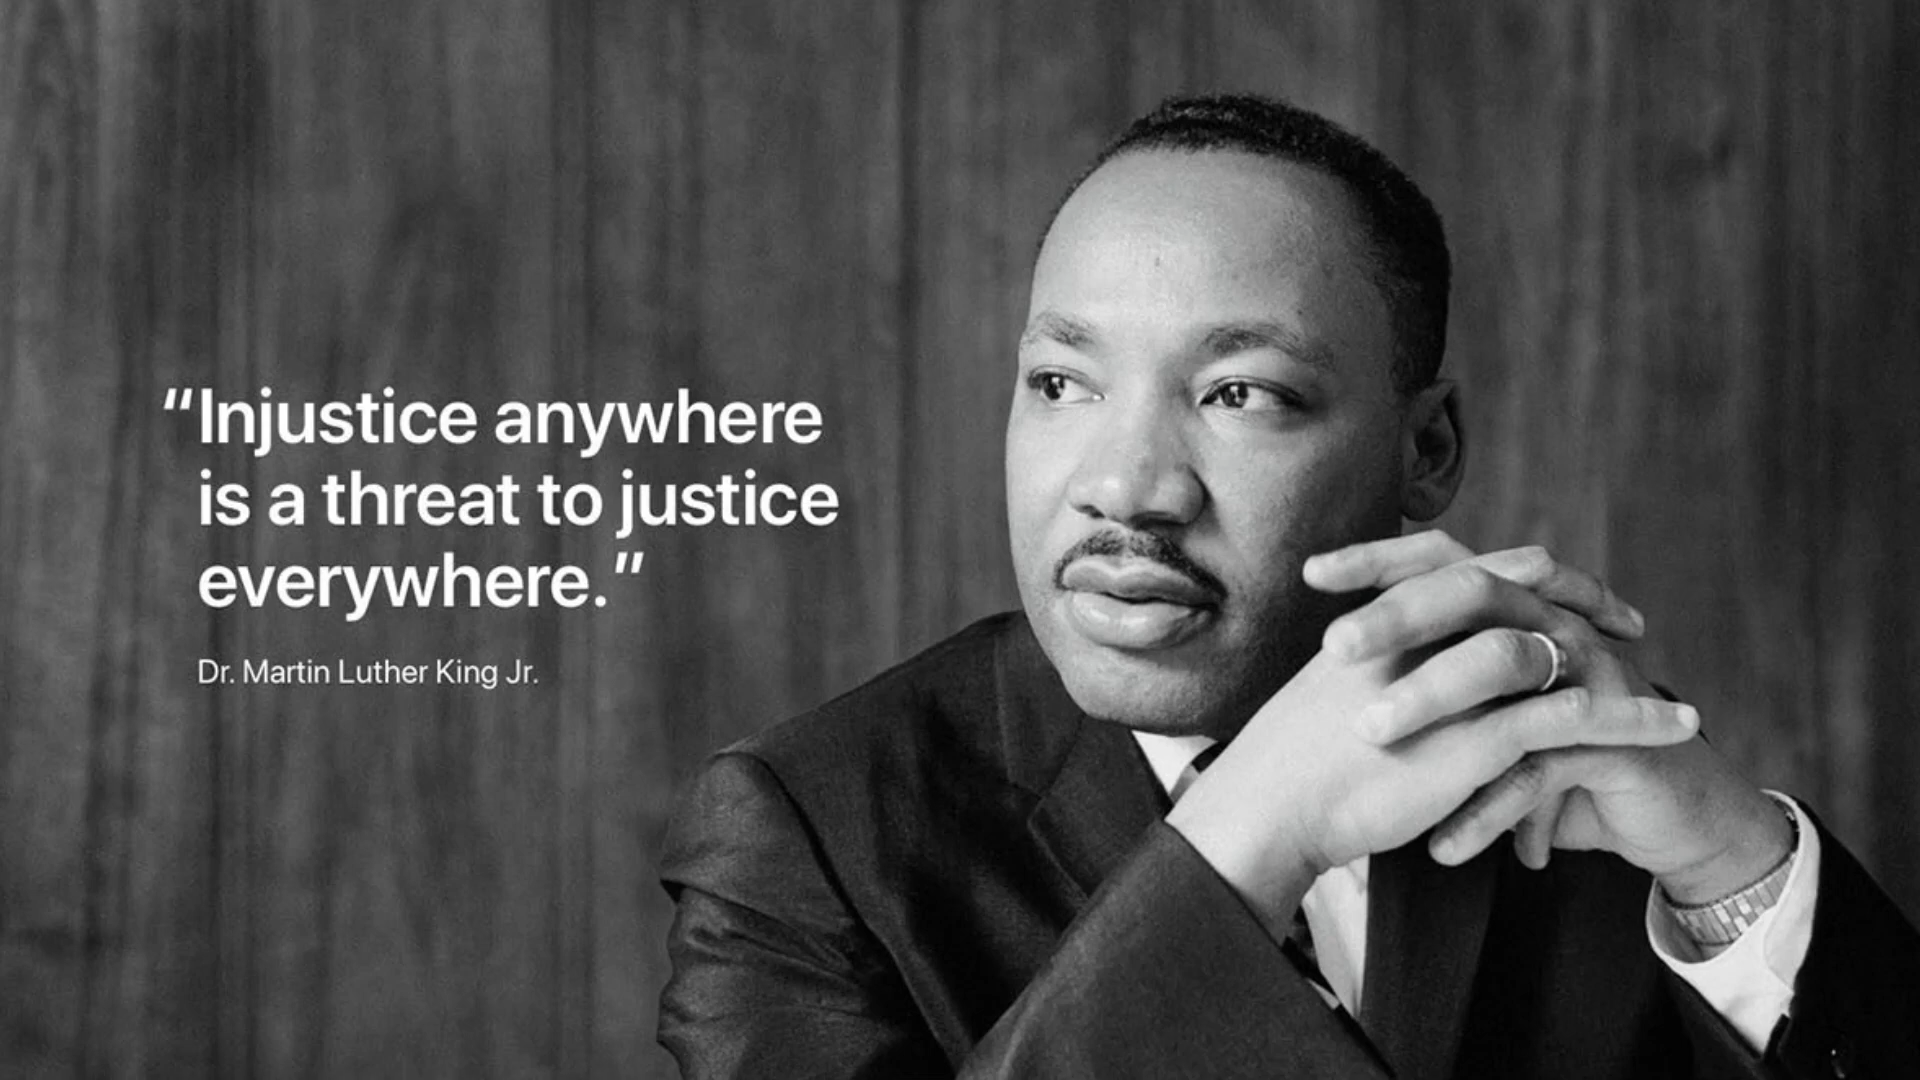 “Injustice anywhere
is a threat to justice
everywhere.”
Dr. Martin Luther King Jr.